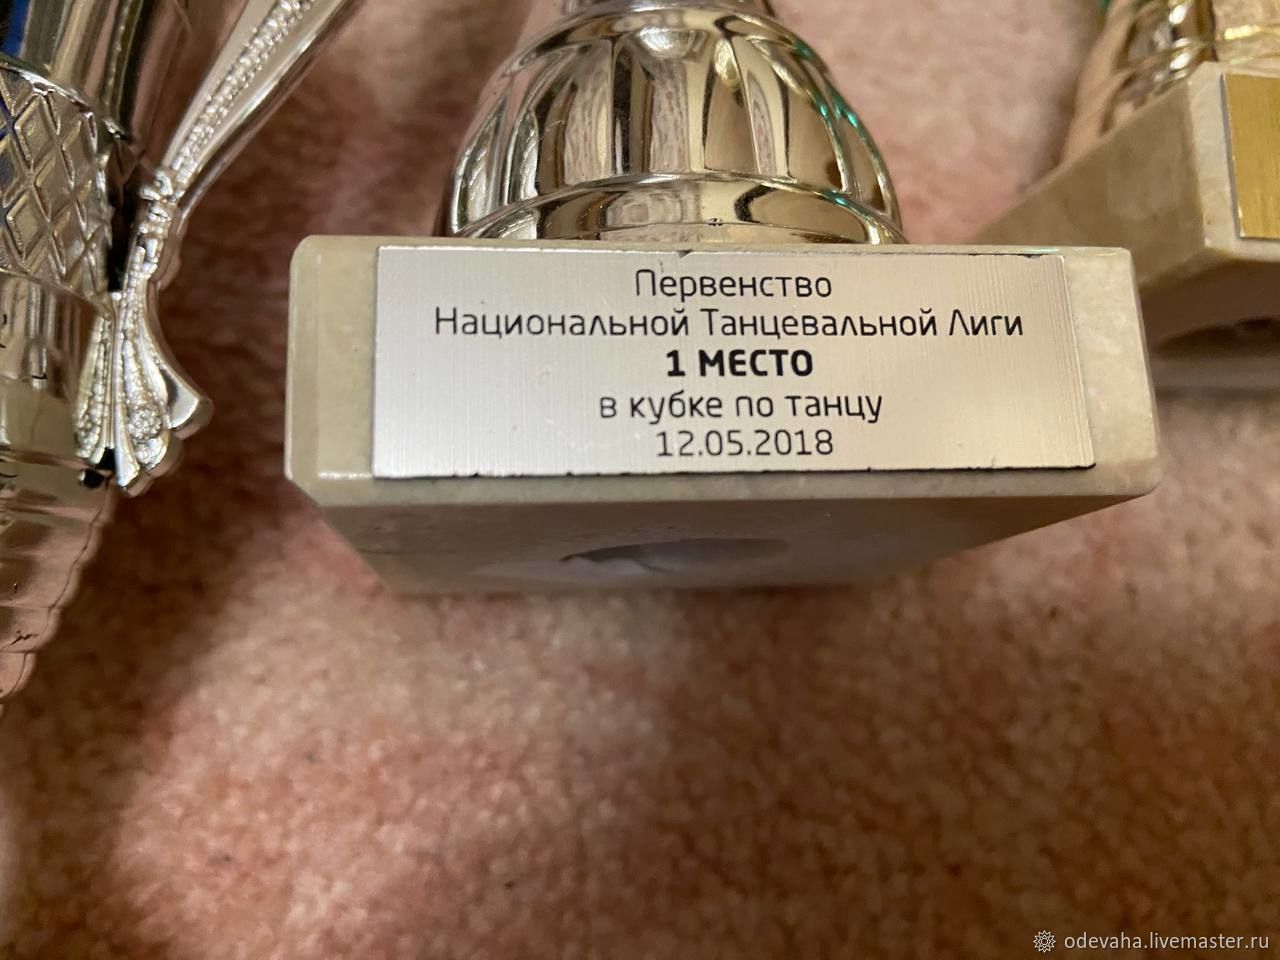 Первенство
Национальной Танцевальной Лиги
1 МЕСТО
в кубке по танцу
12.05.2018
odevaha.livemaster.ru